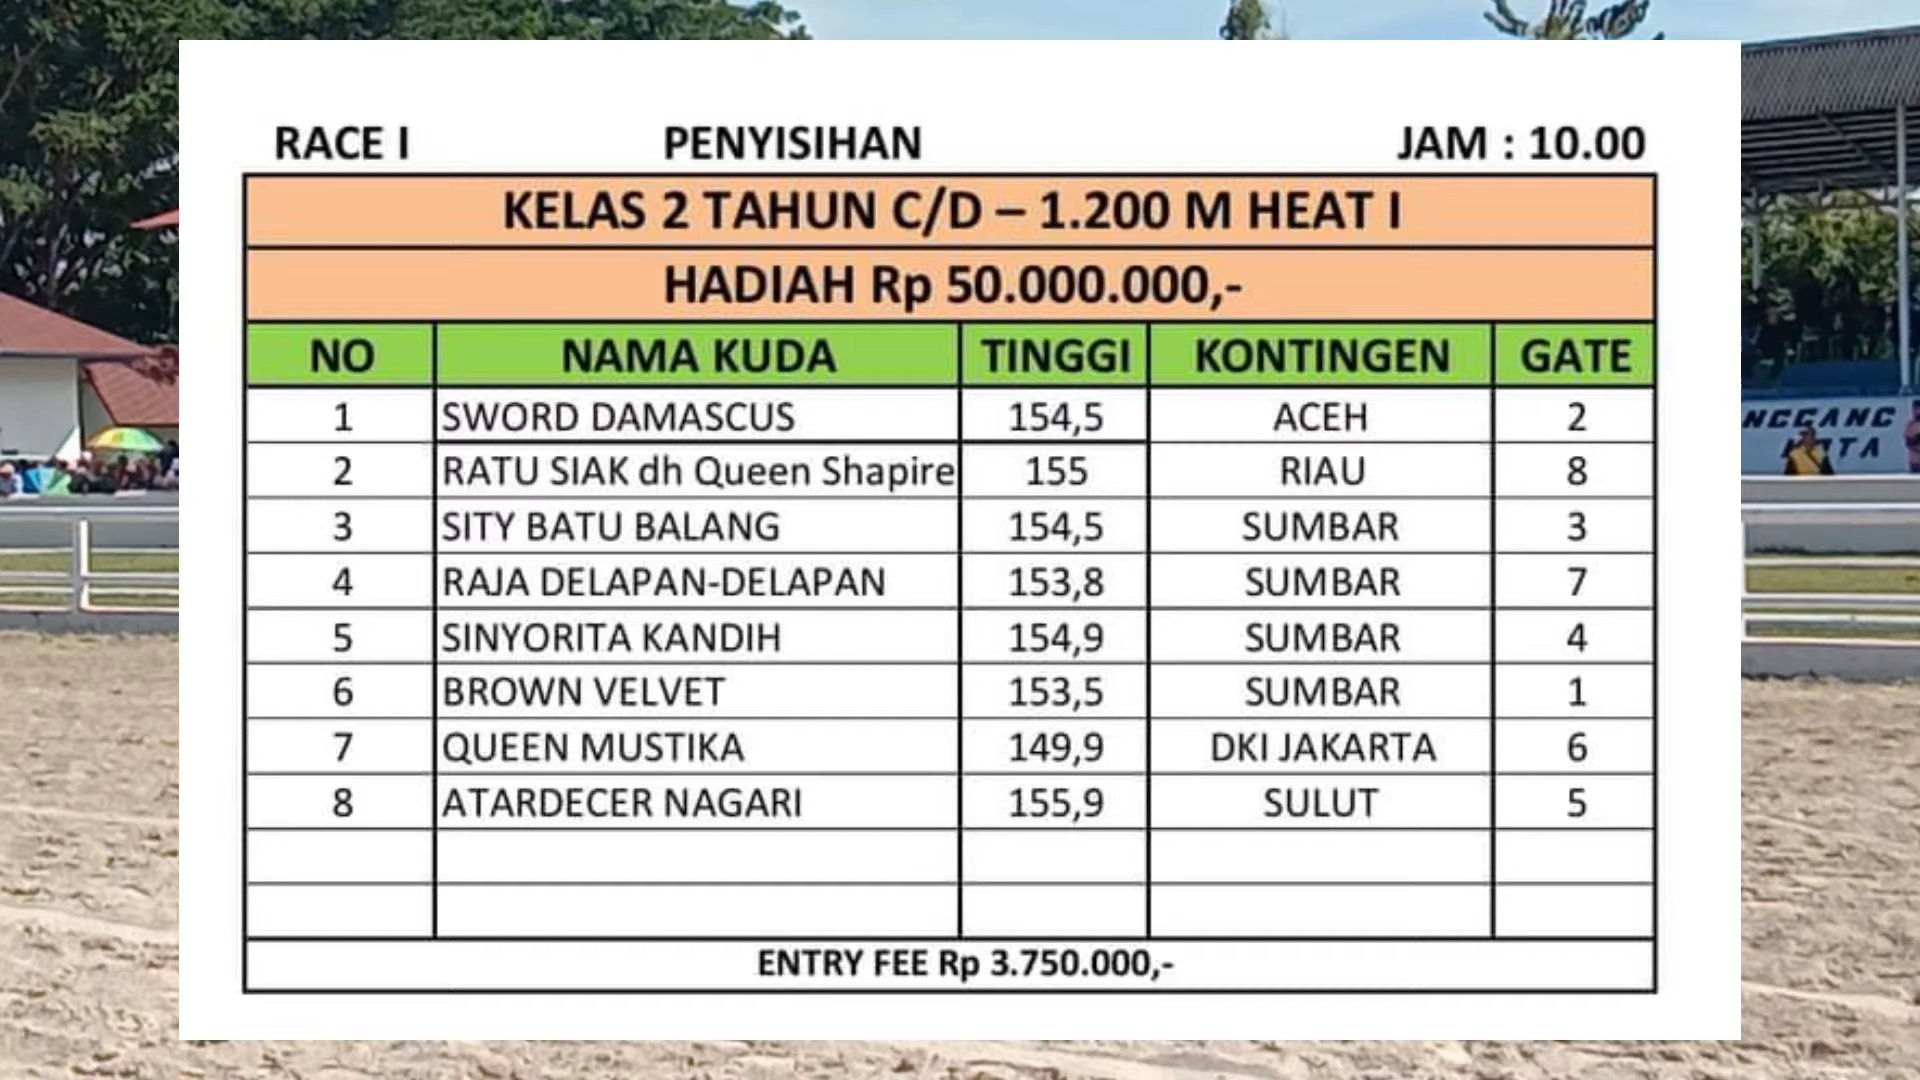 RACE I PENYISIHAN JAM : 10.00
KELAS 2 TAHUN C/D – 1.200 M HEAT I
HADIAH Rp 50.000.000,-
NO NAMA KUDA TINGGI KONTINGEN GATE
1 SWORD DAMASCUS 154,5 ACEH 2
2 RATU SIAK dh Queen Shapire 155 RIAU 8
3 SITY BATU BALANG 154,5 SUMBAR 3
4 RAJA DELAPAN-DELAPAN 153,8 SUMBAR 7
5 SINYORITA KANDIH 154,9 SUMBAR 4
6 BROWN VELVET 153,5 SUMBAR 1
7 QUEEN MUSTIKA 149,9 DKI JAKARTA 6
8 ATARDECER NAGARI 155,9 SULUT 5
ENTRY FEE Rp 3.750.000,-